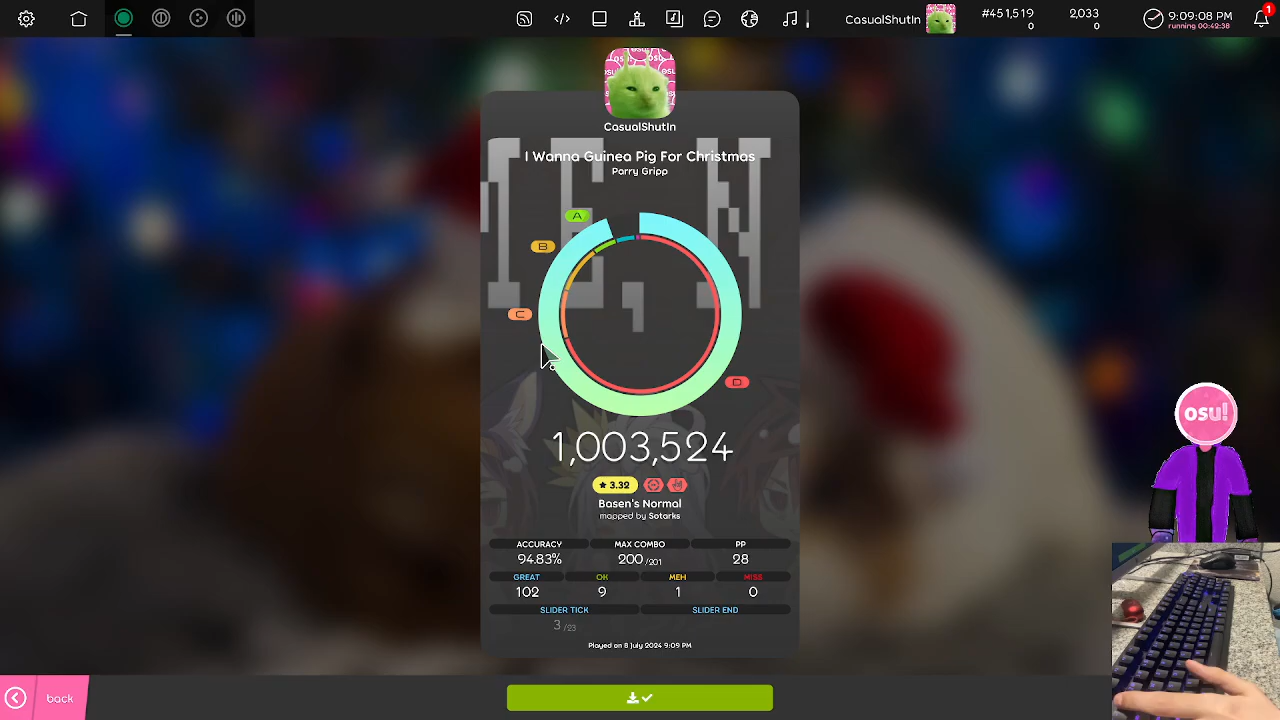 CasualShutIn
#451,519
0
2,033
0
9:09:08 PM
running 00:42:38
1
CasualShutIn
I Wanna Guinea Pig For Christmas
Parry Gripp
A
B
C
D
1,003,524
★ 3.32
Basen's Normal
mapped by Sotarks
ACCURACY MAX COMBO PP
94.83% 200/201 28
GREAT OK MEH MISS
102 9 1 0
SLIDER TICK SLIDER END
3/23
Played on 8 July 2024 9:09 PM
back
osu!